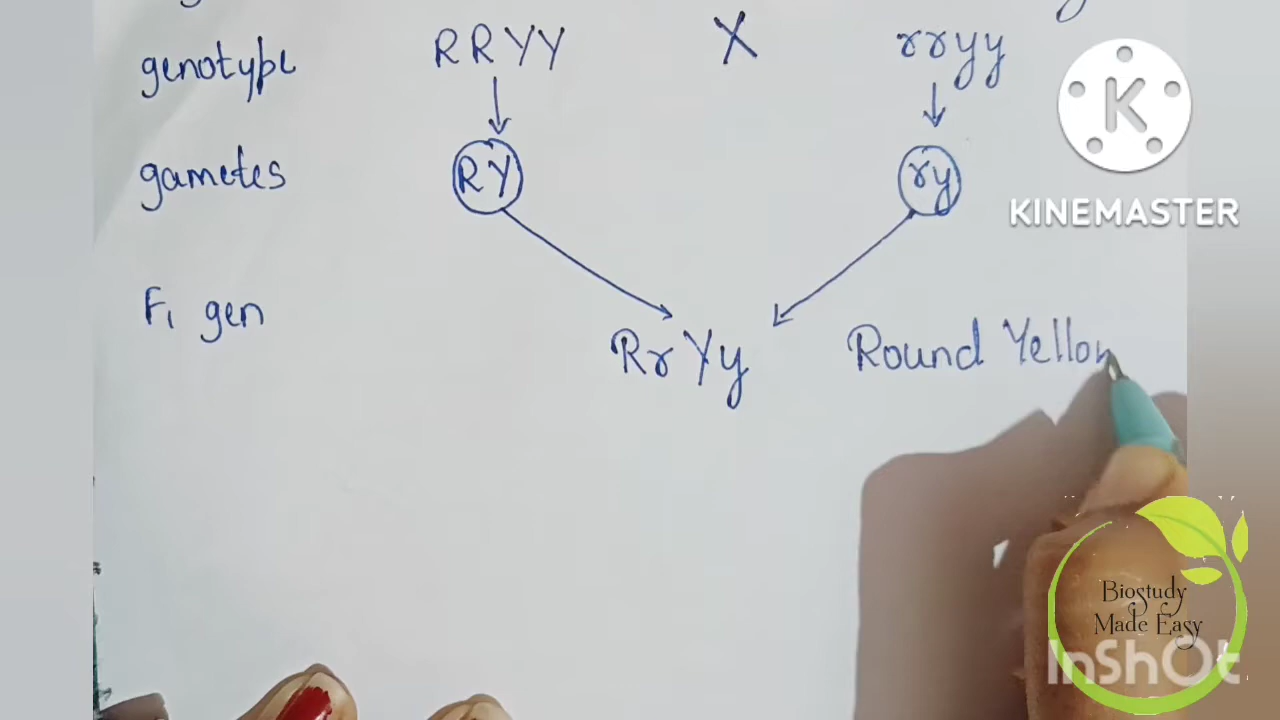 genotype RRYY X rryy
gametes RY ry
F1 gen
RrYy Round Yellow
KINEMASTER
Biostudy
Made Easy
InShOt